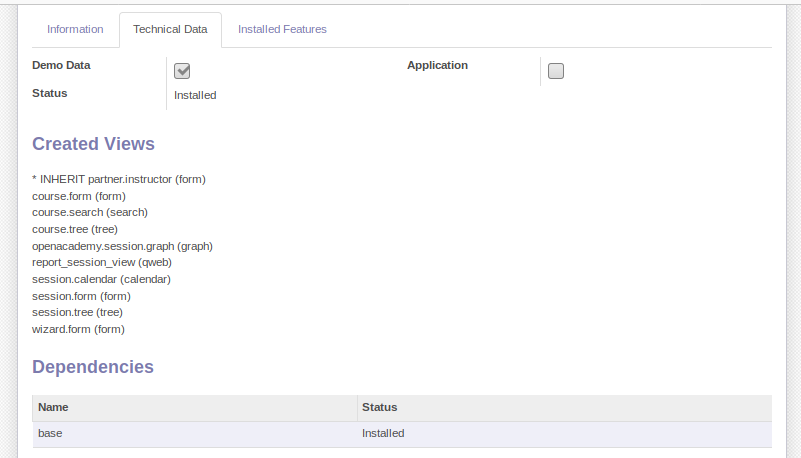 Information Technical Data Installed Features
Demo Data Application
Status Installed
Created Views
* INHERIT partner.instructor (form)
course.form (form)
course.search (search)
course.tree (tree)
openacademy.session.graph (graph)
report_session_view (qweb)
session.calendar (calendar)
session.form (form)
session.tree (tree)
wizard.form (form)
Dependencies
Name Status
base Installed